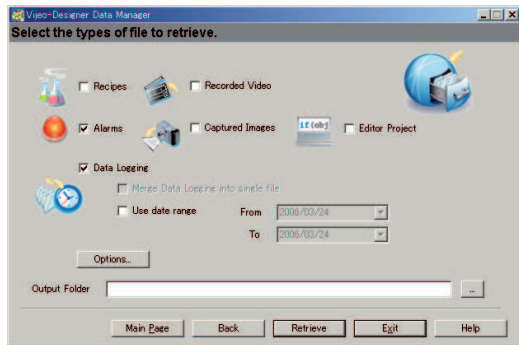 Vijeo-Designer Data Manager
Select the types of file to retrieve.
Recipes
Recorded Video
Alarms
Captured Images
if(obj
Editor Project
Data Logging
Merge Data Logging into single file
Use date range
From
2006/03/24
To
2006/03/24
Options...
Output Folder
...
Main Page
Back
Retrieve
Exit
Help